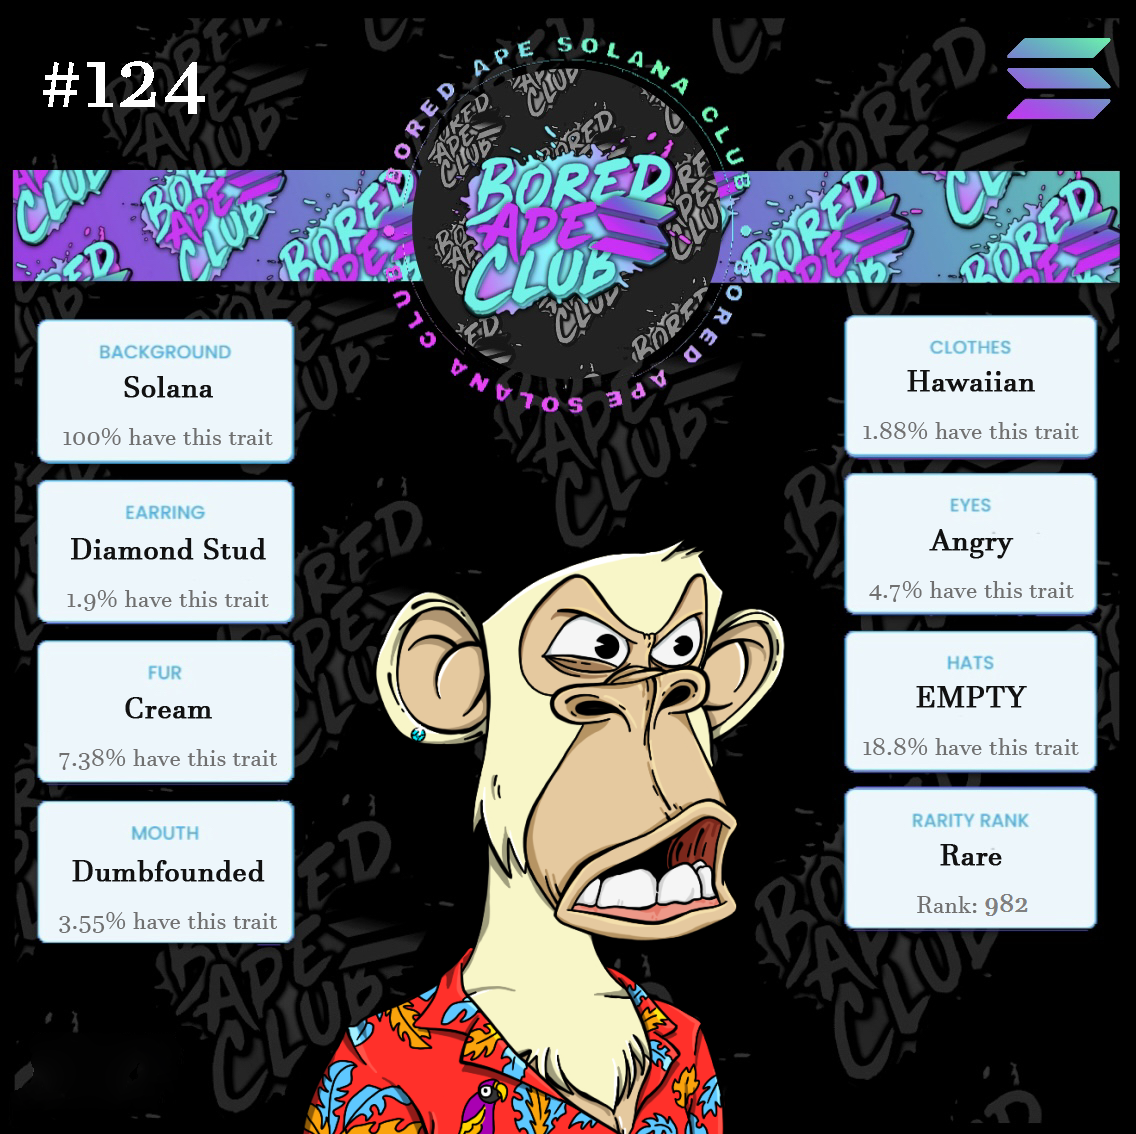 #124
BORED APE SOLANA CLUB
BORED APE SOLANA CLUB
BORED
APE
CLUB
BACKGROUND
Solana
100% have this trait
EARRING
Diamond Stud
1.9% have this trait
FUR
Cream
7.38% have this trait
MOUTH
Dumbfounded
3.55% have this trait
CLOTHES
Hawaiian
1.88% have this trait
EYES
Angry
4.7% have this trait
HATS
EMPTY
18.8% have this trait
RARITY RANK
Rare
Rank: 982